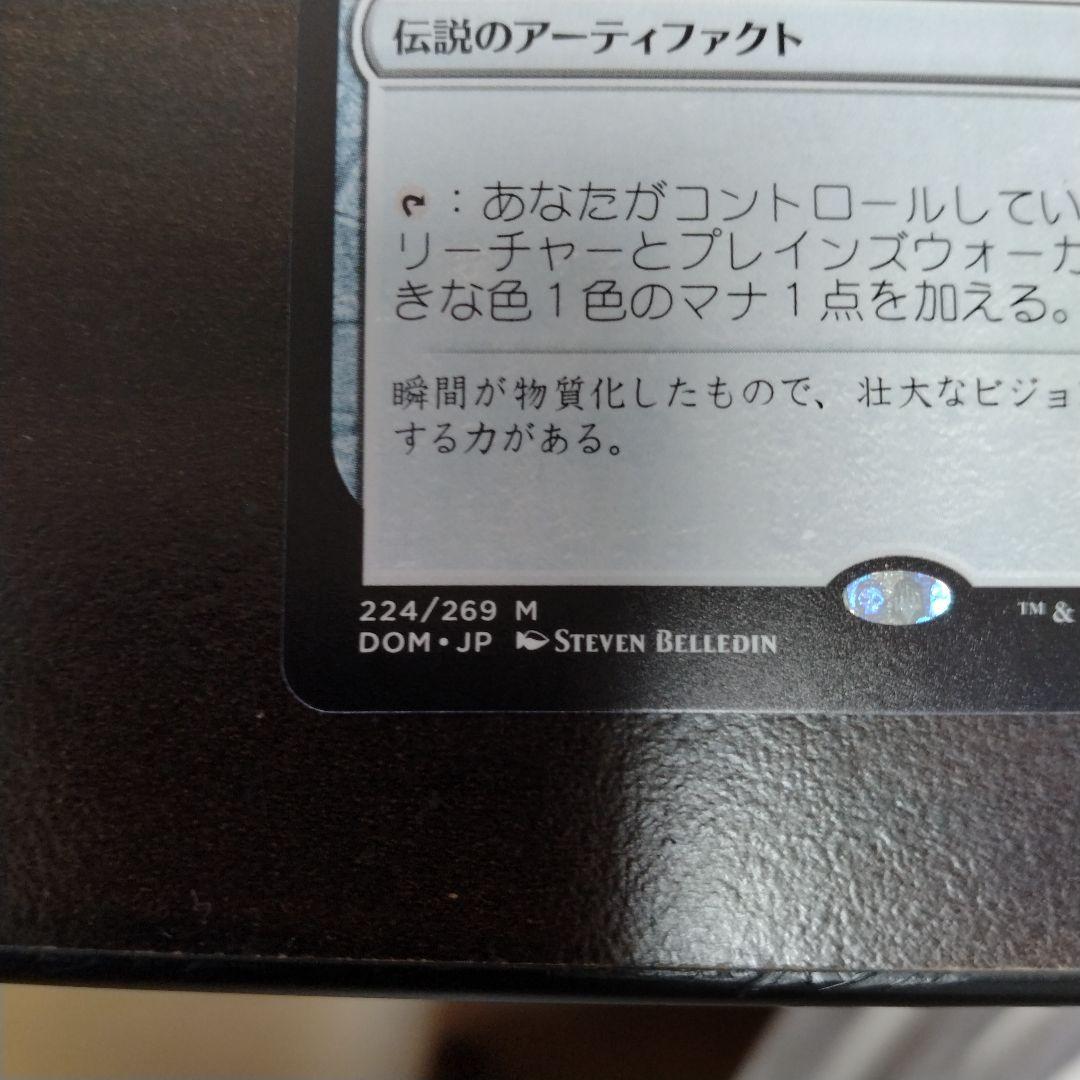 伝説のアーティファクト
：あなたがコントロールしてい
リーチャーとプレインズウォーカ
きな色１色のマナ１点を加える。
瞬間が物質化したもので、壮大なビジョ
する力がある。
224/269 M
DOM•JP STEVEN BELLEDIN
™ &